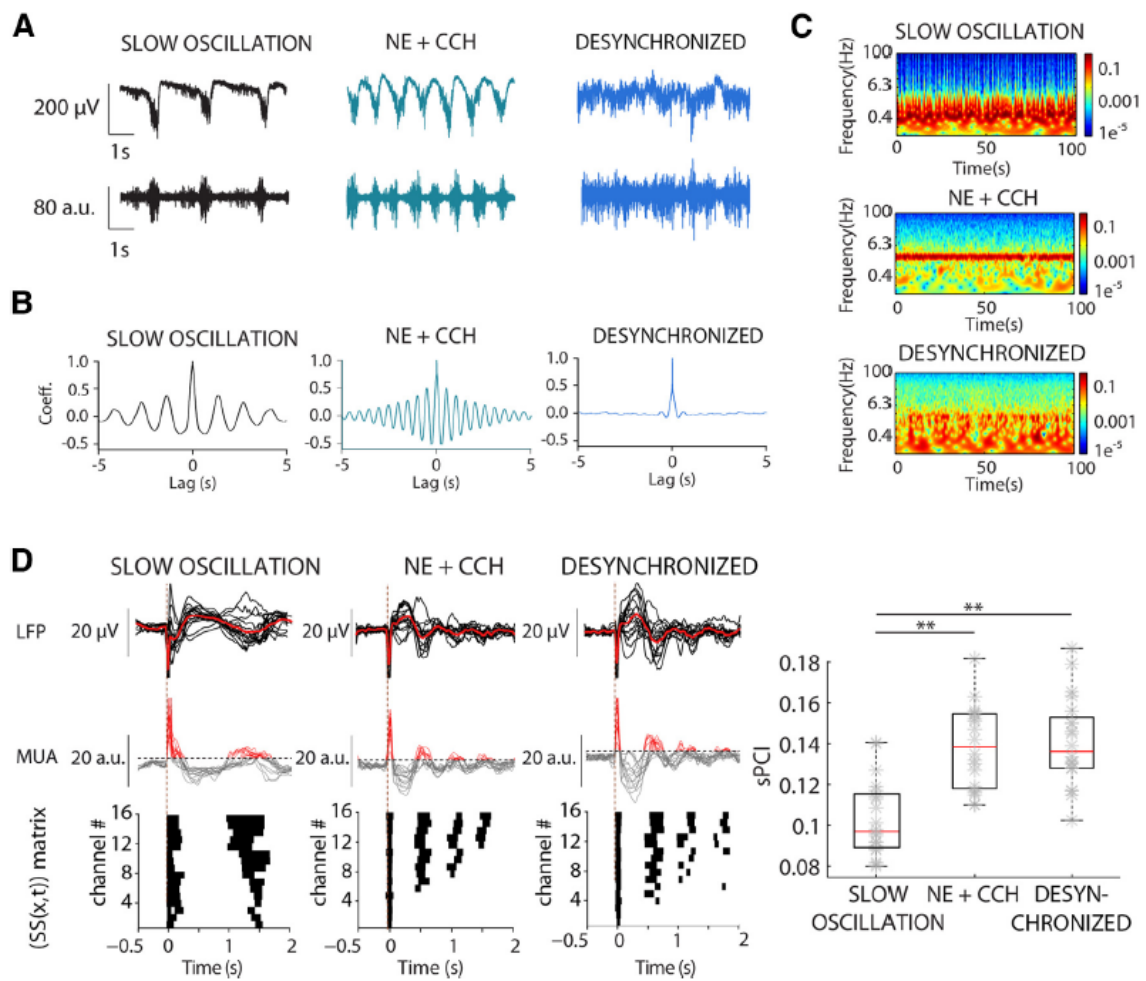 A
SLOW OSCILLATION
NE + CCH
DESYNCHRONIZED
200 µV
1s
80 a.u.
1s
B
SLOW OSCILLATION
NE + CCH
DESYNCHRONIZED
Coeff.
1.0
0.5
0.0
-0.5
-5
0
5
Lag (s)
1.0
0.5
0.0
-0.5
-5
0
5
Lag (s)
1.0
0.5
0.0
-0.5
-5
0
5
Lag (s)
C
SLOW OSCILLATION
Frequency(Hz)
100
6.3
0.4
0
50
100
Time(s)
0.1
0.001
1e-5
NE + CCH
Frequency(Hz)
100
6.3
0.4
0
50
100
Time(s)
0.1
0.001
1e-5
DESYNCHRONIZED
Frequency(Hz)
100
6.3
0.4
0
50
100
Time(s)
0.1
0.001
1e-5
D
SLOW OSCILLATION
NE + CCH
DESYNCHRONIZED
LFP
20 µV
20 µV
20 µV
MUA
20 a.u.
20 a.u.
20 a.u.
(SS(x,t)) matrix
channel #
16
12
8
4
−0.5
0
1
2
Time (s)
channel #
16
12
8
4
−0.5
0
1
2
Time (s)
channel #
16
12
8
4
−0.5
0
1
2
Time (s)
**
**
sPCI
0.18
0.16
0.14
0.12
0.1
0.08
SLOW
OSCILLATION
NE + CCH
DESYN-
CHRONIZED